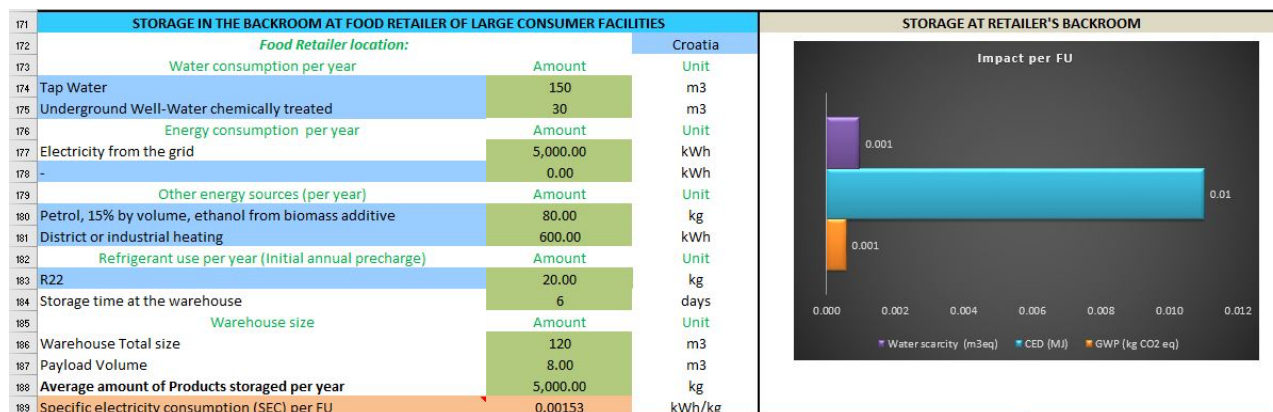 171 STORAGE IN THE BACKROOM AT FOOD RETAILER OF LARGE CONSUMER FACILITIES
172 Food Retailer location: Croatia
173 Water consumption per year Amount Unit
174 Tap Water 150 m3
175 Underground Well-Water chemically treated 30 m3
176 Energy consumption per year Amount Unit
177 Electricity from the grid 5,000.00 kWh
178 - 0.00 kWh
179 Other energy sources (per year) Amount Unit
180 Petrol, 15% by volume, ethanol from biomass additive 80.00 kg
181 District or industrial heating 600.00 kWh
182 Refrigerant use per year (Initial annual precharge) Amount Unit
183 R22 20.00 kg
184 Storage time at the warehouse 6 days
185 Warehouse size Amount Unit
186 Warehouse Total size 120 m3
187 Payload Volume 8.00 m3
188 Average amount of Products storaged per year 5,000.00 kg
189 Specific electricity consumption (SEC) per FU 0.00153 kWh/kg
STORAGE AT RETAILER'S BACKROOM
Impact per FU
0.001
0.01
0.001
0.000 0.002 0.004 0.006 0.008 0.010 0.012
Water scarcity (m3eq) CED (MJ) GWP (kg CO2 eq)